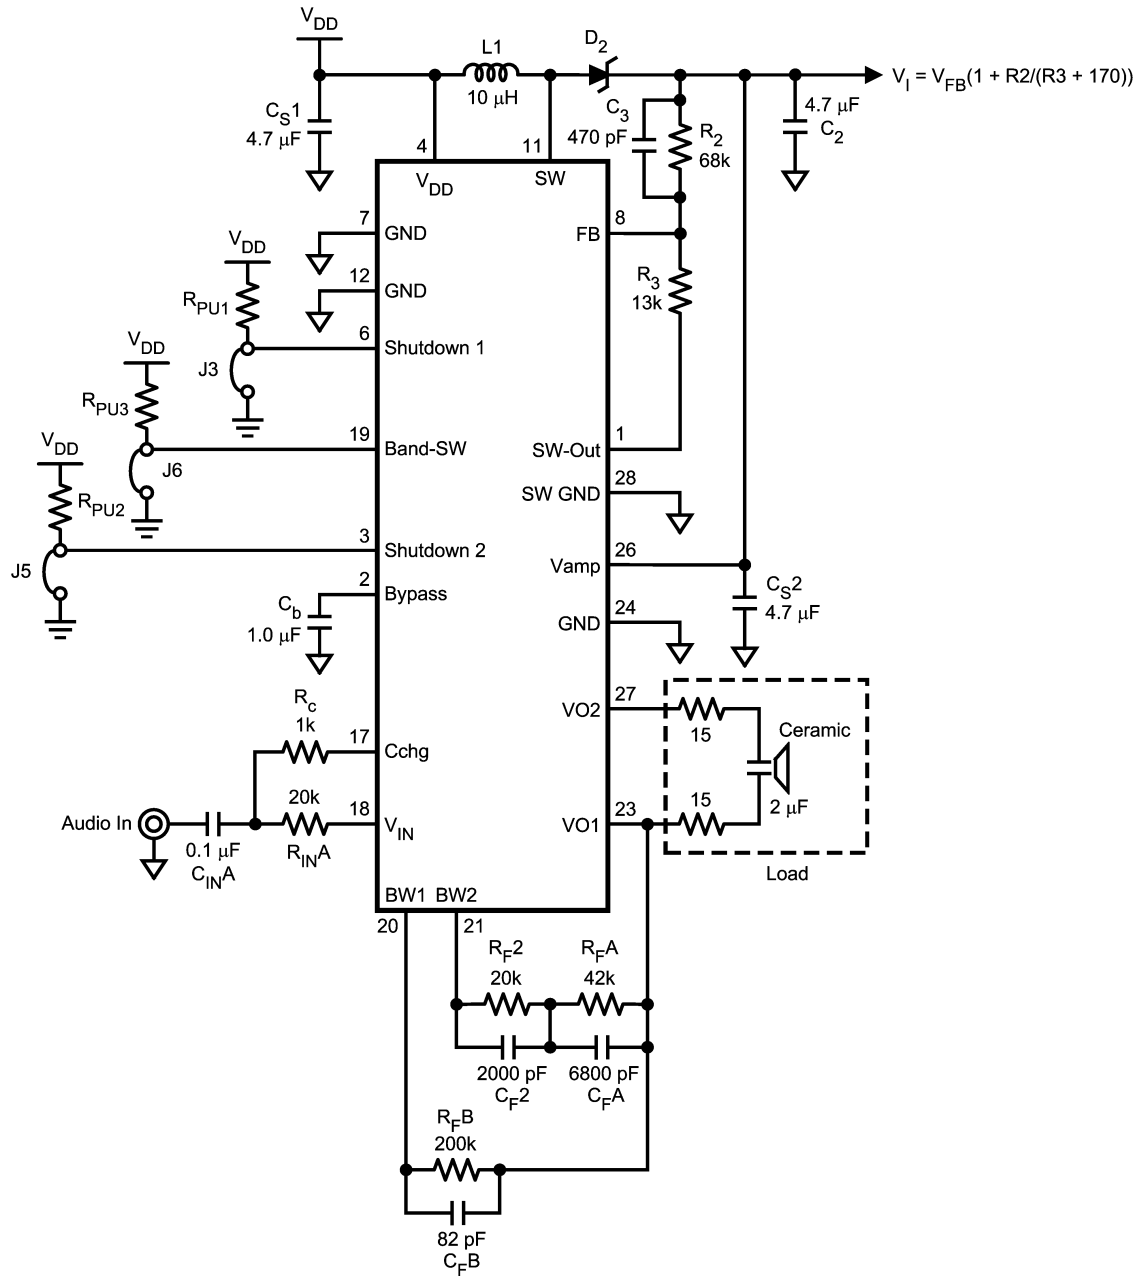 VDD
L1
10 µH
D2
VI = VFB(1 + R2/(R3 + 170))
CS1
4.7 µF
C3
470 pF
R2
68k
4.7 µF
C2
4
11
VDD
SW
7
GND
8
FB
VDD
RPU1
12
GND
R3
13k
6
Shutdown 1
J3
VDD
RPU3
19
Band-SW
J6
1
SW-Out
VDD
RPU2
28
SW GND
3
Shutdown 2
J5
26
Vamp
2
Bypass
Cb
1.0 µF
CS2
4.7 µF
24
GND
27
VO2
15
Ceramic
2 µF
Rc
1k
17
Cchg
20k
RINA
18
VIN
Audio In
0.1 µF
CINA
23
VO1
15
Load
BW1
BW2
20
21
RF2
20k
RFA
42k
2000 pF
CF2
6800 pF
CFA
RFB
200k
82 pF
CFB